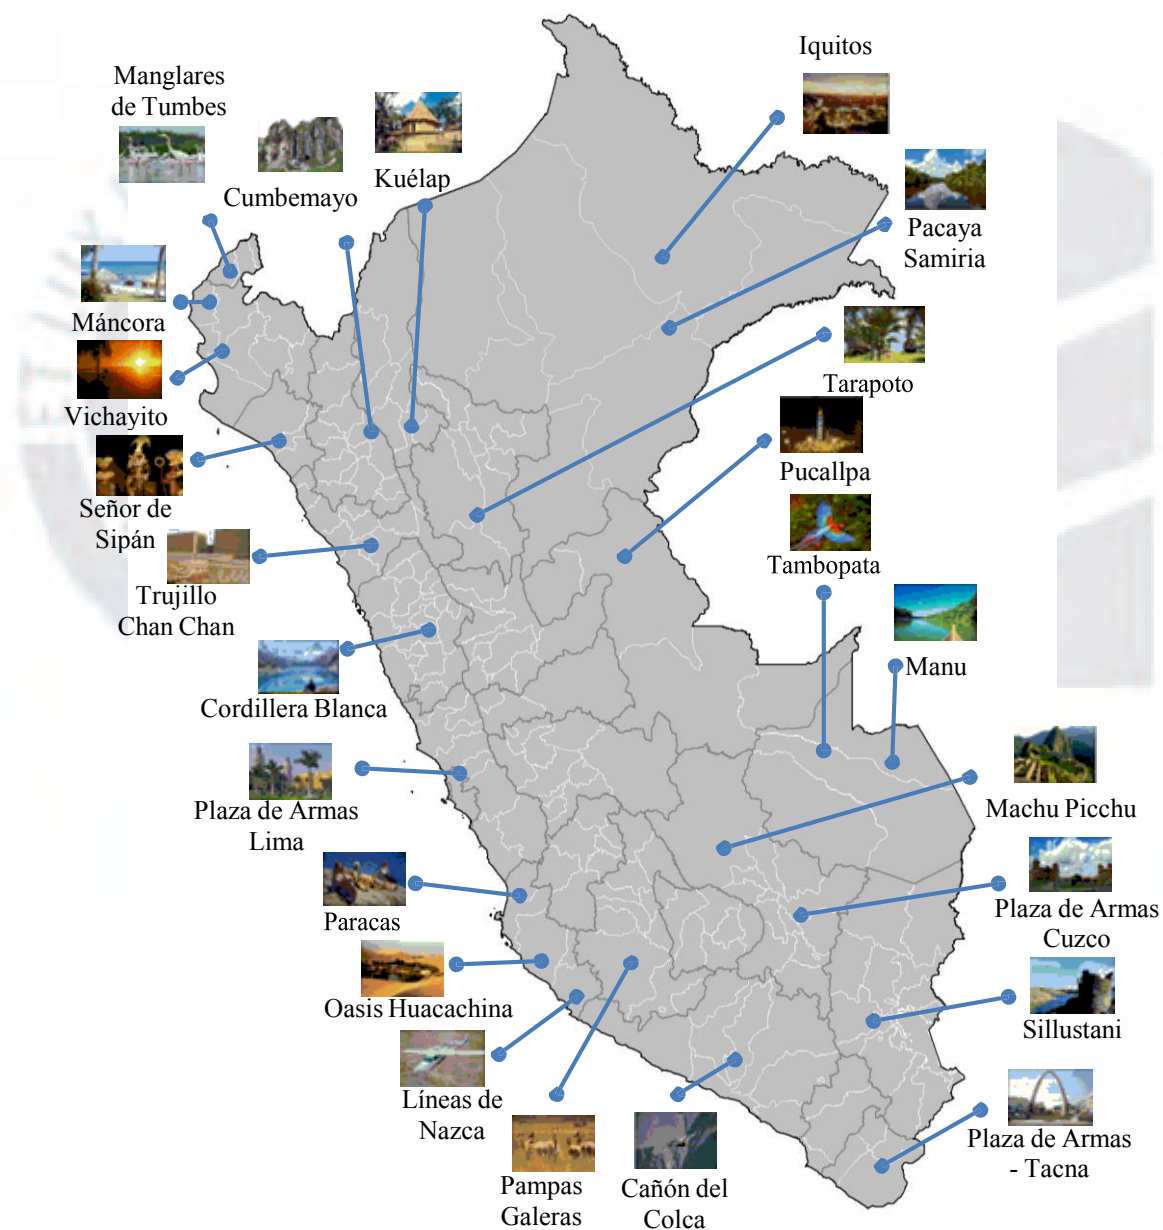 Iquitos
Manglares
de Tumbes
Cumbemayo
Kuélap
Pacaya
Samiria
Máncora
Vichayito
Tarapoto
Pucallpa
Señor de
Sipán
Tambopata
Trujillo
Chan Chan
Manu
Cordillera Blanca
Machu Picchu
Plaza de Armas
Lima
Plaza de Armas
Cuzco
Paracas
Oasis Huacachina
Sillustani
Líneas de
Nazca
Plaza de Armas
- Tacna
Pampas
Galeras
Cañón del
Colca